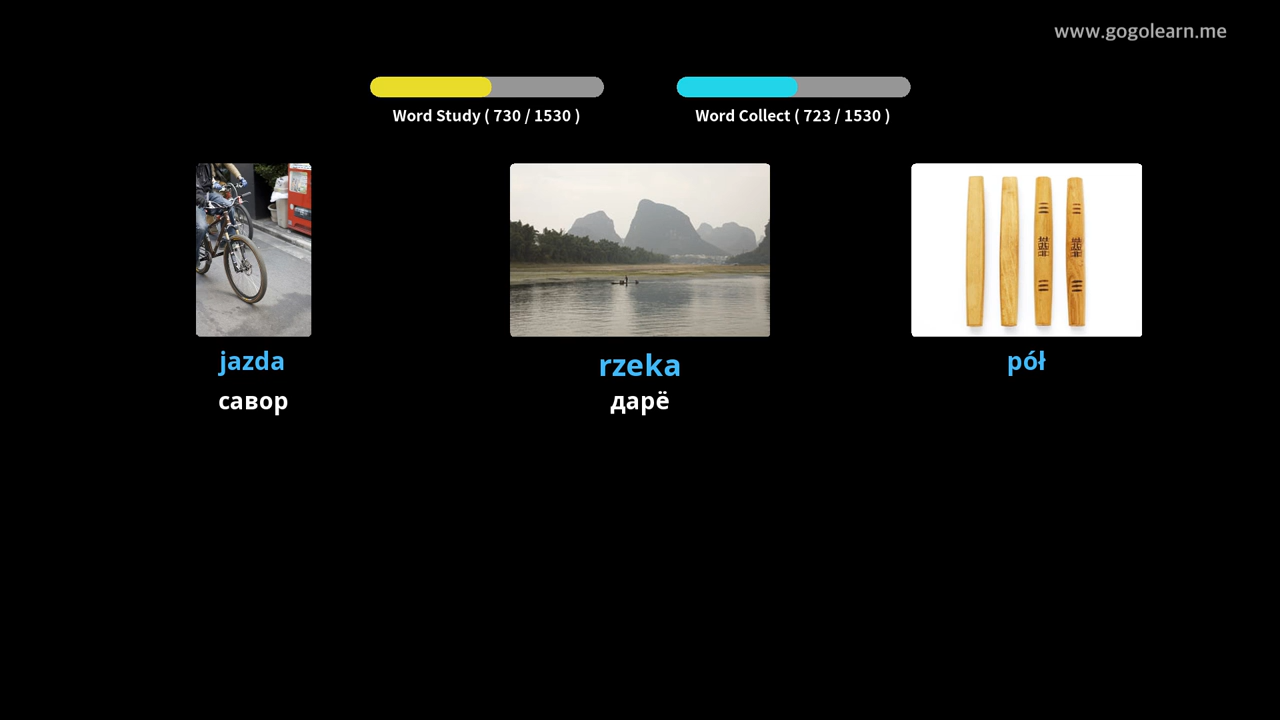 www.gogolearn.me
Word Study ( 730 / 1530 )
Word Collect ( 723 / 1530 )
jazda
савор
rzeka
дарё
pół